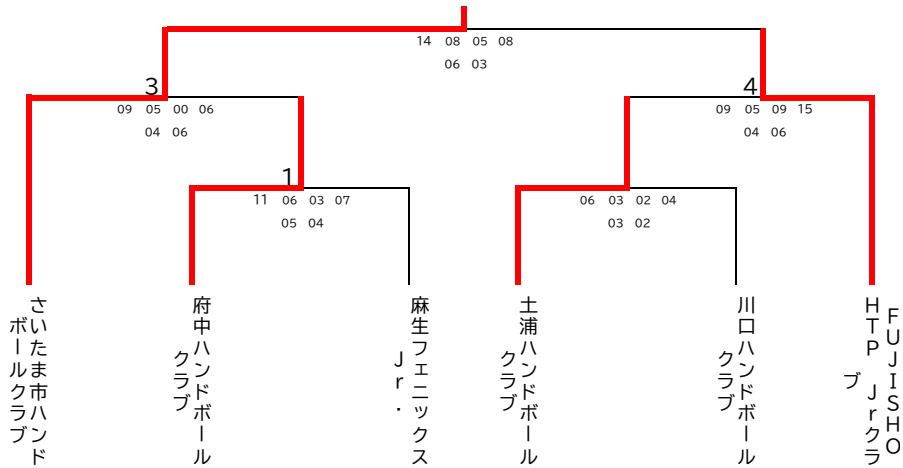 14 08 05 08
06 03
3
4
09 05 00 06
04 06
09 05 09 15
04 06
1
11 06 03 07
05 04
06 03 02 04
03 02
さいたま市ハンド
ボールクラブ
府中ハンドボール
クラブ
麻生フェニックス
Jr.
土浦ハンドボール
クラブ
川口ハンドボール
クラブ
FUJISHO
HTP Jrクラ
ブ